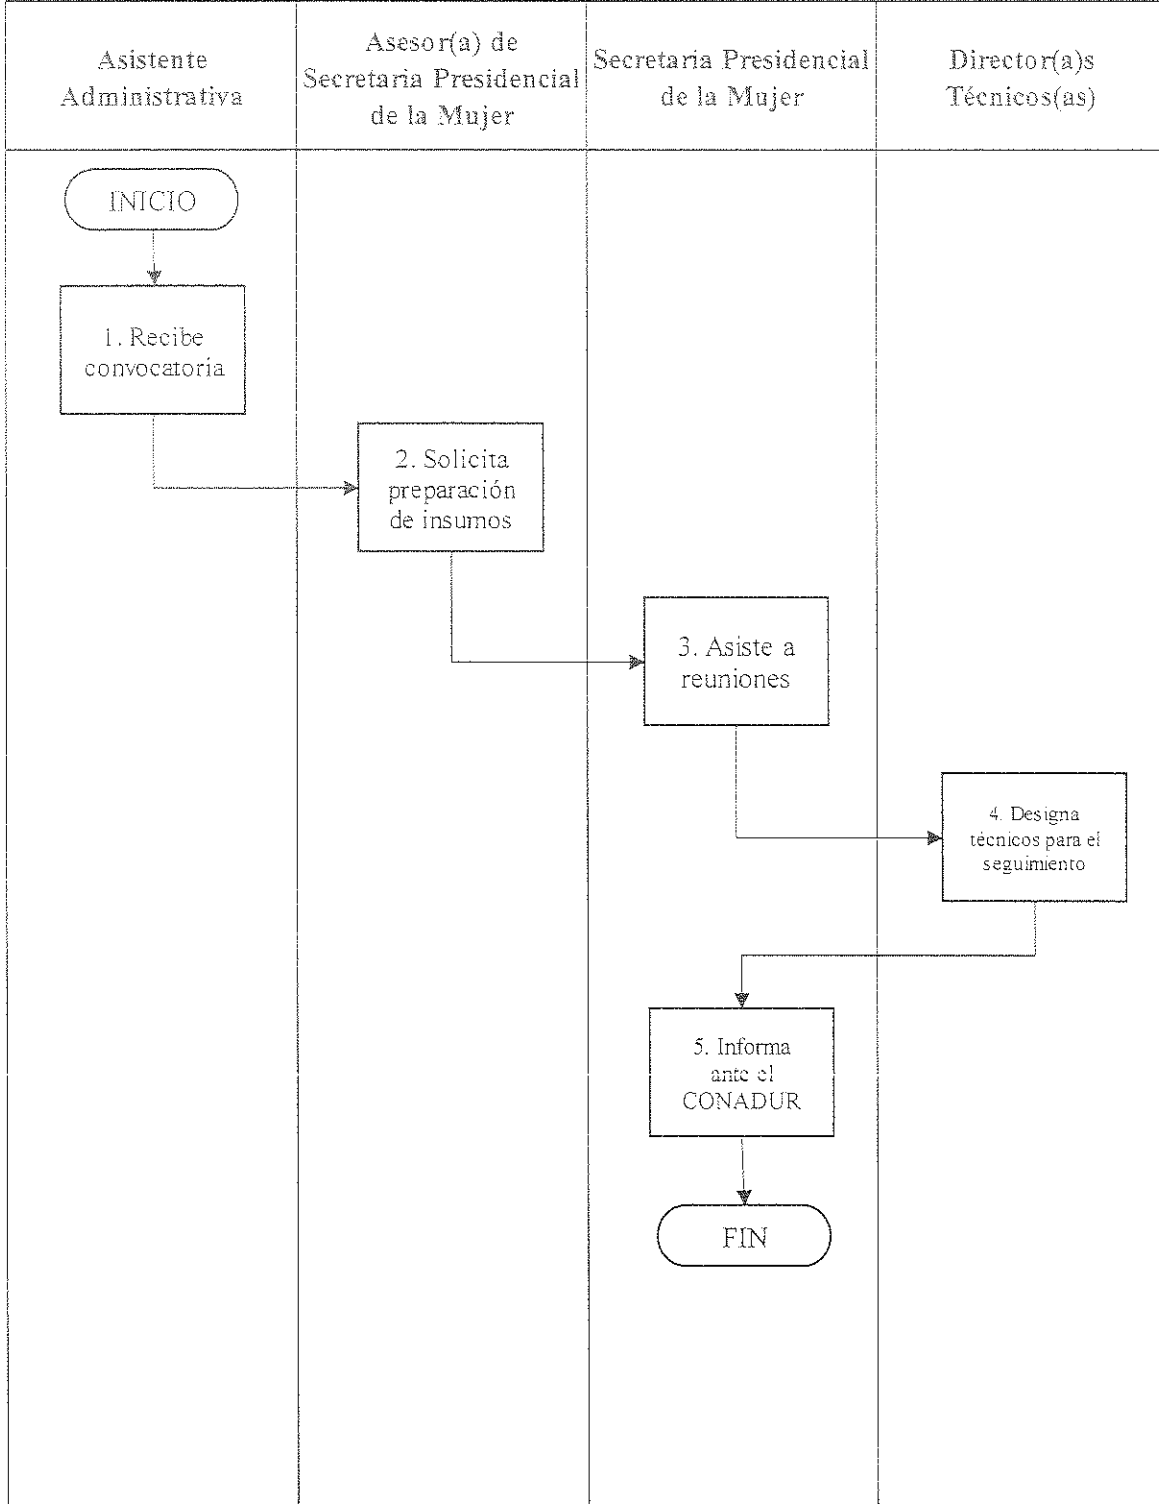 Asistente
Administrativa
Asesor(a) de
Secretaria Presidencial
de la Mujer
Secretaria Presidencial
de la Mujer
Director(a)s
Técnicos(as)
INICIO
1. Recibe
convocatoria
2. Solicita
preparación
de insumos
3. Asiste a
reuniones
4. Designa
técnicos para el
seguimiento
5. Informa
ante el
CONADUR
FIN